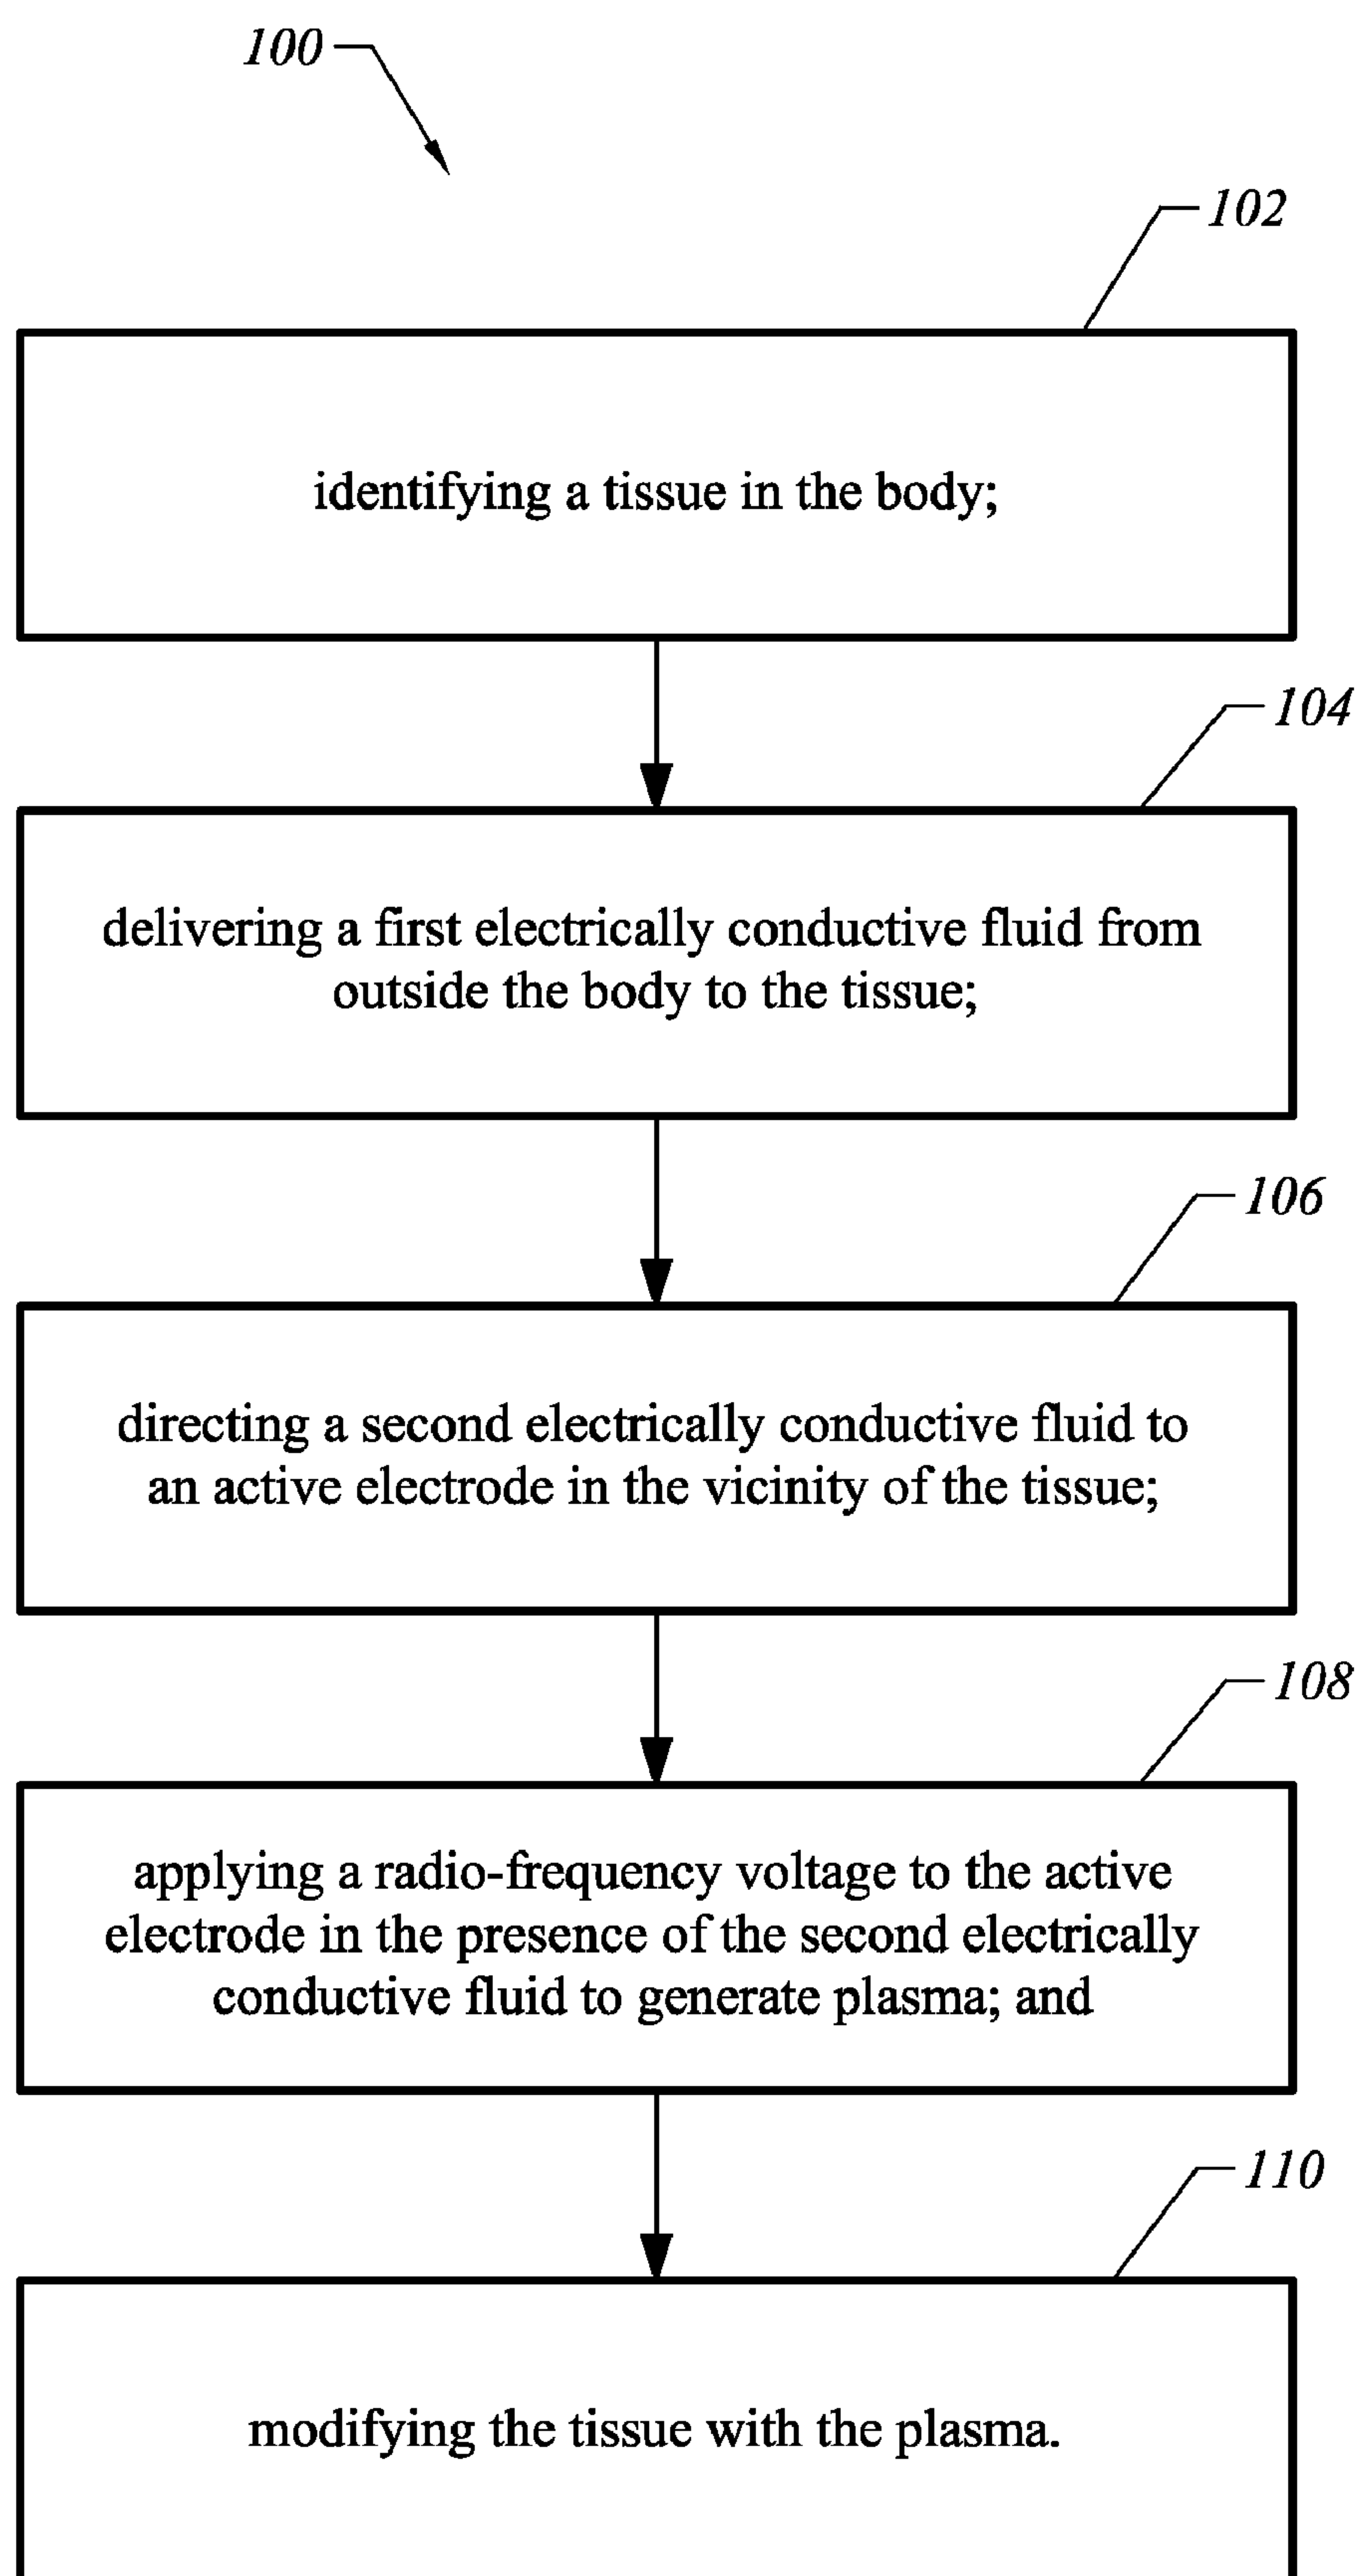 100
102
identifying a tissue in the body;
104
delivering a first electrically conductive fluid from
outside the body to the tissue;
106
directing a second electrically conductive fluid to
an active electrode in the vicinity of the tissue;
108
applying a radio-frequency voltage to the active
electrode in the presence of the second electrically
conductive fluid to generate plasma; and
110
modifying the tissue with the plasma.